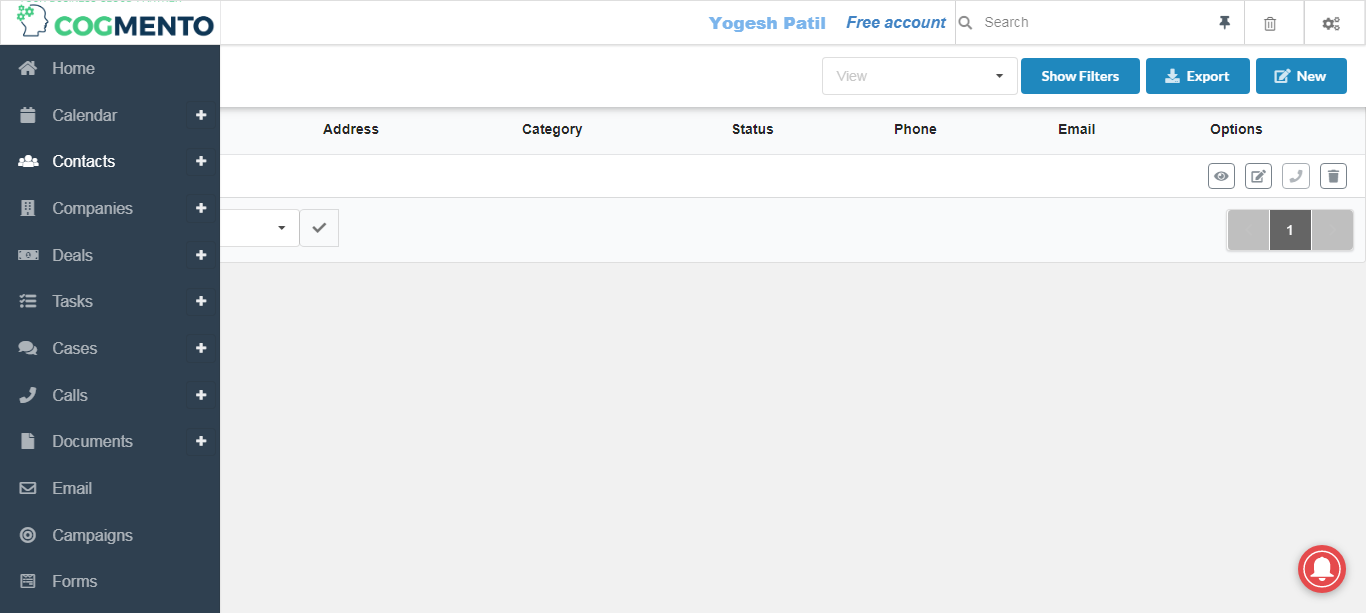 COGMENTO
Yogesh Patil Free account Search
Home
View Show Filters Export New
Calendar
Address Category Status Phone Email Options
Contacts
Companies
Deals
1
Tasks
Cases
Calls
Documents
Email
Campaigns
Forms